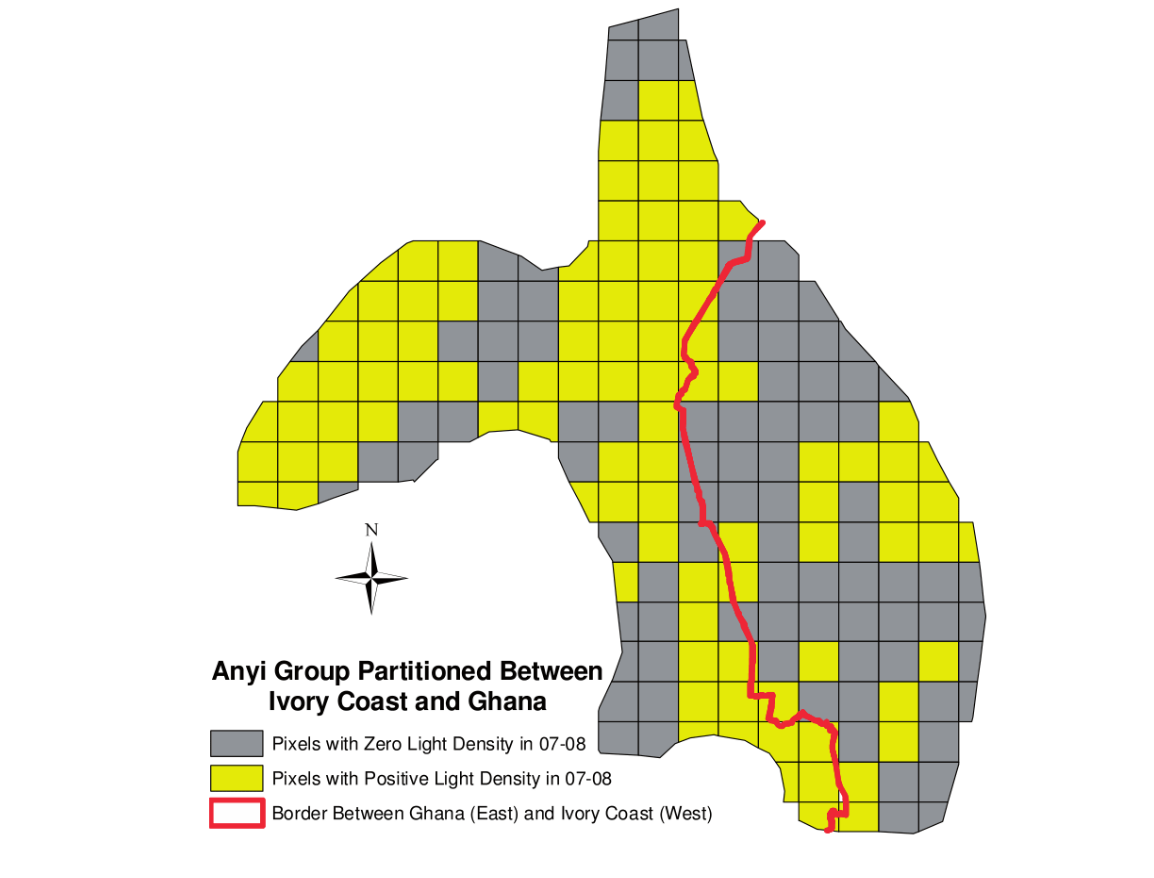 N
Anyi Group Partitioned Between
Ivory Coast and Ghana
Pixels with Zero Light Density in 07-08
Pixels with Positive Light Density in 07-08
Border Between Ghana (East) and Ivory Coast (West)